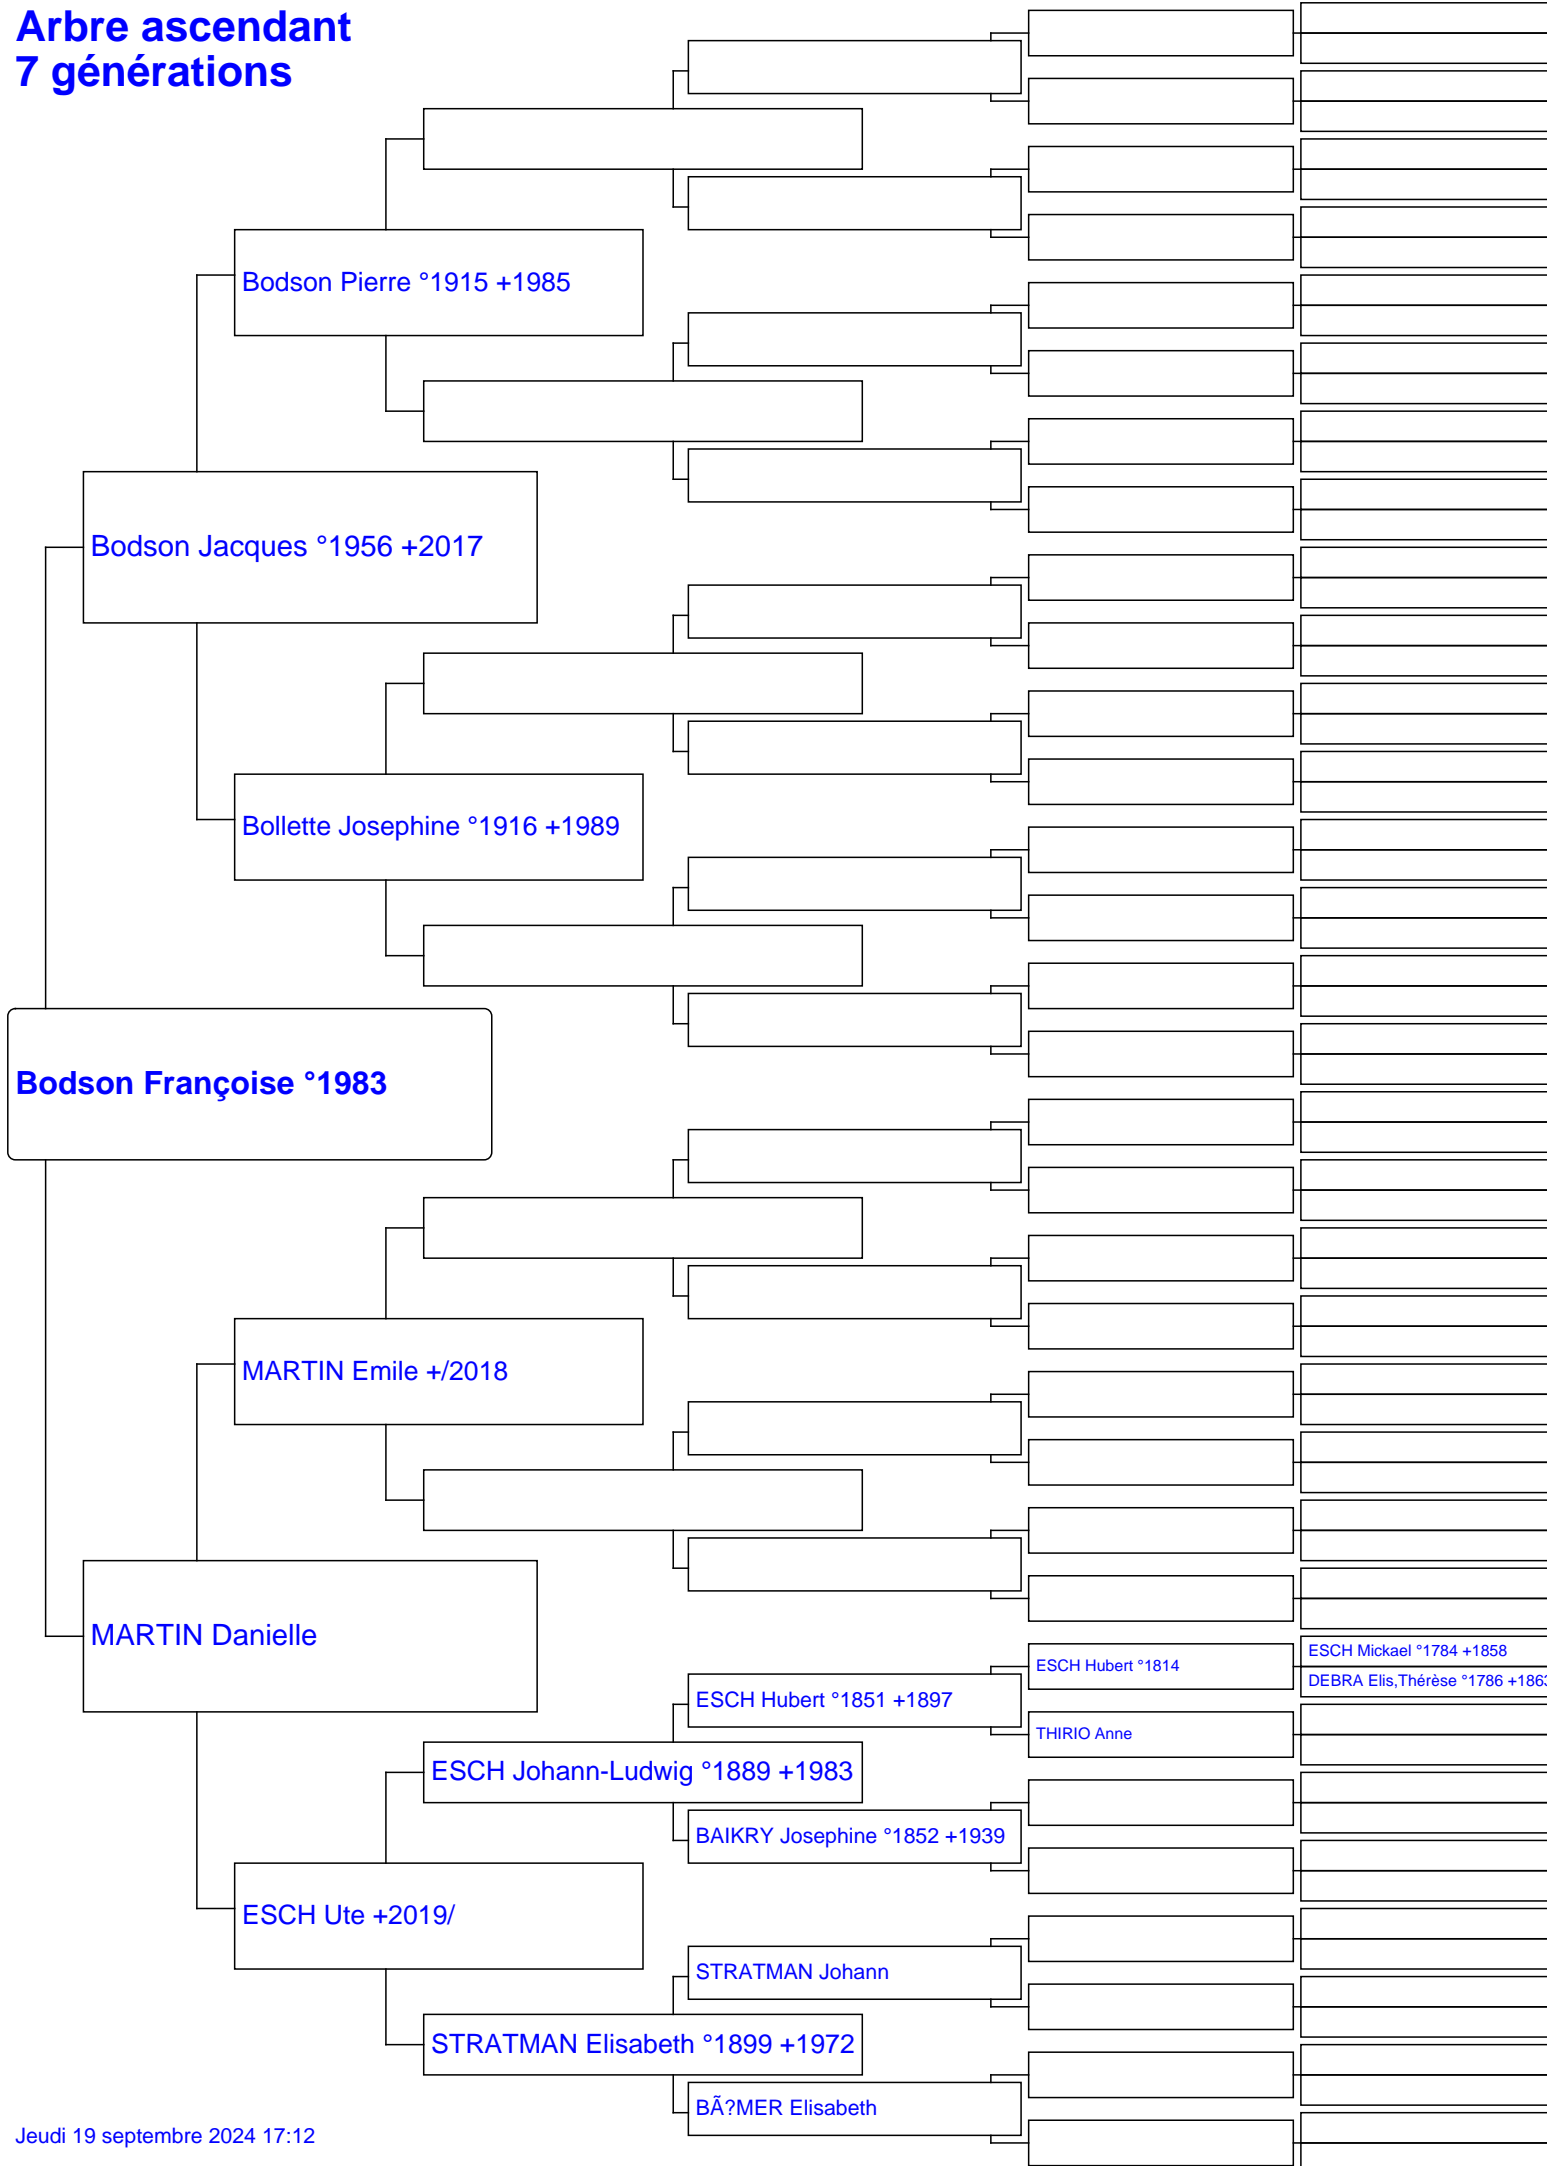 Arbre ascendant
7 générations
Bodson Pierre °1915 +1985
Bodson Jacques °1956 +2017
Bollette Josephine °1916 +1989
Bodson Françoise °1983
MARTIN Emile +/2018
MARTIN Danielle
ESCH Mickael °1784 +1858
ESCH Hubert °1814
DEBRA Elis,Thérèse °1786 +1863
ESCH Hubert °1851 +1897
THIRIO Anne
ESCH Johann-Ludwig °1889 +1983
BAIKRY Josephine °1852 +1939
ESCH Ute +2019/
STRATMAN Johann
STRATMAN Elisabeth °1899 +1972
BÃ?MER Elisabeth
Jeudi 19 septembre 2024 17:12